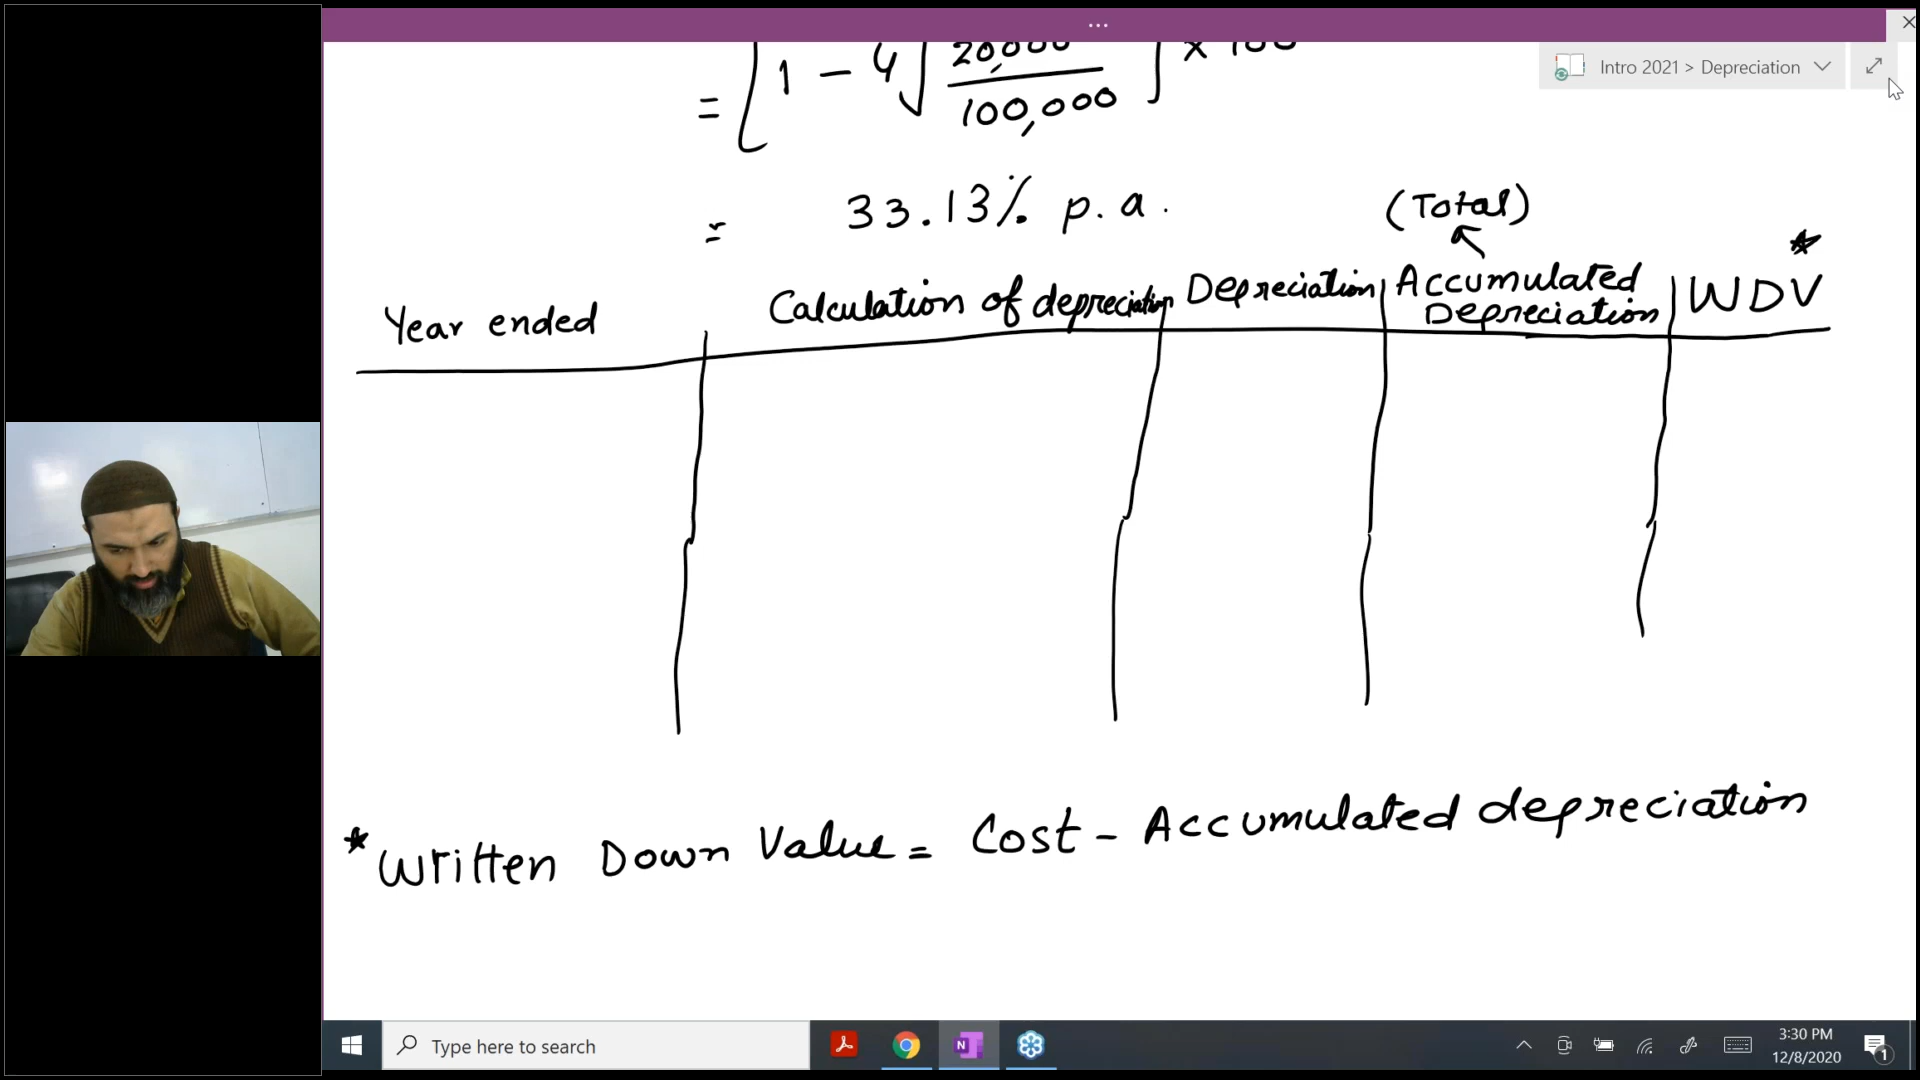 ...
Intro 2021 > Depreciation
= [ 1 - 4√ 20,000 / 100,000 ] × 100
= 33.13% p.a.
(Total)
Year ended
Calculation of depreciation
Depreciation
Accumulated
Depreciation
WDV *
* Written Down Value = Cost - Accumulated depreciation
Type here to search
N
3:30 PM
12/8/2020
1